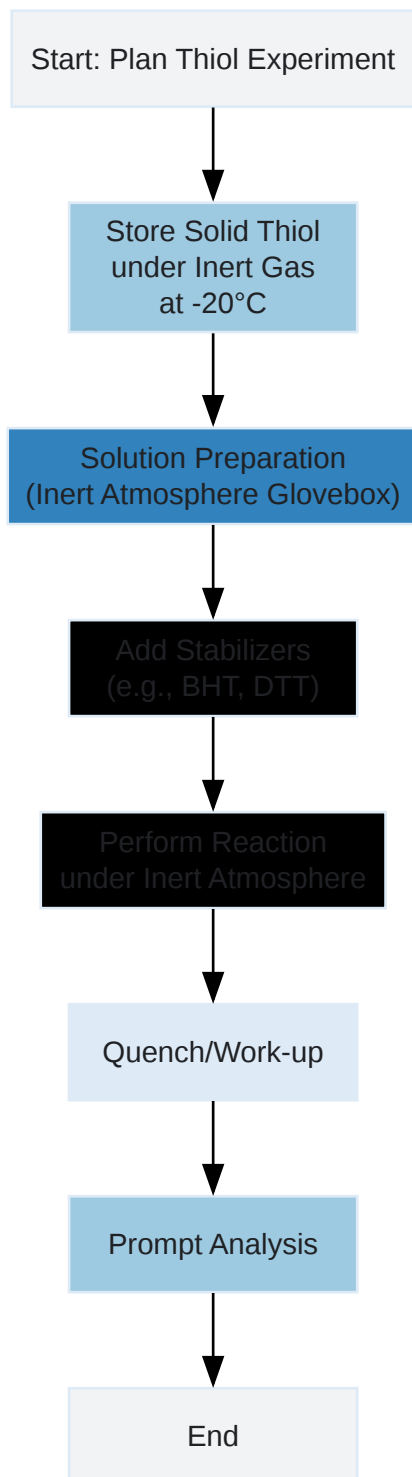 Start: Plan Thiol Experiment
Store Solid Thiol
under Inert Gas
at -20°C
Solution Preparation
(Inert Atmosphere Glovebox)
Add Stabilizers
(e.g., BHT, DTT)
Perform Reaction
under Inert Atmosphere
Quench/Work-up
Prompt Analysis
End